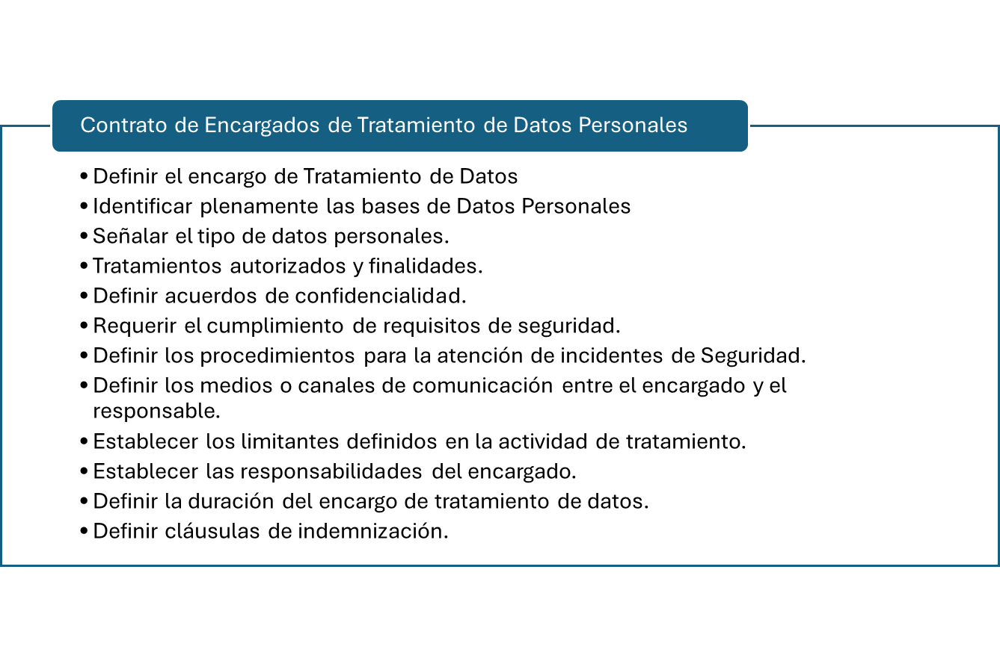 Contrato de Encargados de Tratamiento de Datos Personales
•Definir el encargo de Tratamiento de Datos
•Identificar plenamente las bases de Datos Personales
•Señalar el tipo de datos personales.
•Tratamientos autorizados y finalidades.
•Definir acuerdos de confidencialidad.
•Requerir el cumplimiento de requisitos de seguridad.
•Definir los procedimientos para la atención de incidentes de Seguridad.
•Definir los medios o canales de comunicación entre el encargado y el
responsable.
•Establecer los limitantes definidos en la actividad de tratamiento.
•Establecer las responsabilidades del encargado.
•Definir la duración del encargo de tratamiento de datos.
•Definir cláusulas de indemnización.